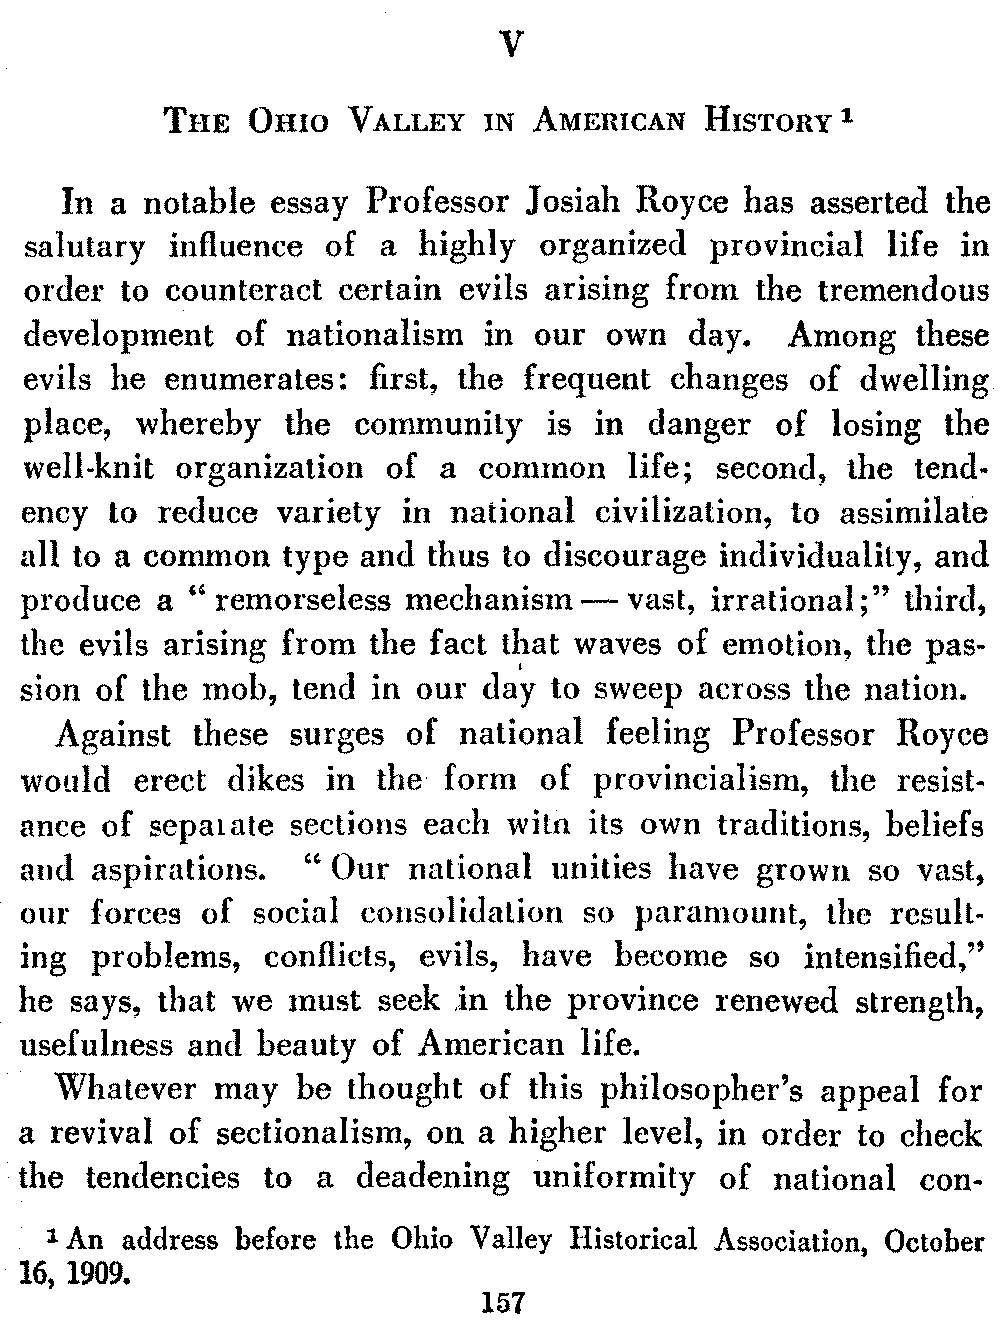 V
The Ohio Valley in American History ¹
In a notable essay Professor Josiah Royce has asserted the
salutary influence of a highly organized provincial life in
order to counteract certain evils arising from the tremendous
development of nationalism in our own day. Among these
evils he enumerates: first, the frequent changes of dwelling
place, whereby the community is in danger of losing the
well-knit organization of a common life; second, the tend-
ency to reduce variety in national civilization, to assimilate
all to a common type and thus to discourage individuality, and
produce a “ remorseless mechanism — vast, irrational;” third,
the evils arising from the fact that waves of emotion, the pas-
sion of the mob, tend in our day to sweep across the nation.
Against these surges of national feeling Professor Royce
would erect dikes in the form of provincialism, the resist-
ance of separate sections each with its own traditions, beliefs
and aspirations. “ Our national unities have grown so vast,
our forces of social consolidation so paramount, the result-
ing problems, conflicts, evils, have become so intensified,”
he says, that we must seek in the province renewed strength,
usefulness and beauty of American life.
Whatever may be thought of this philosopher’s appeal for
a revival of sectionalism, on a higher level, in order to check
the tendencies to a deadening uniformity of national con-
¹ An address before the Ohio Valley Historical Association, October
16, 1909.
157